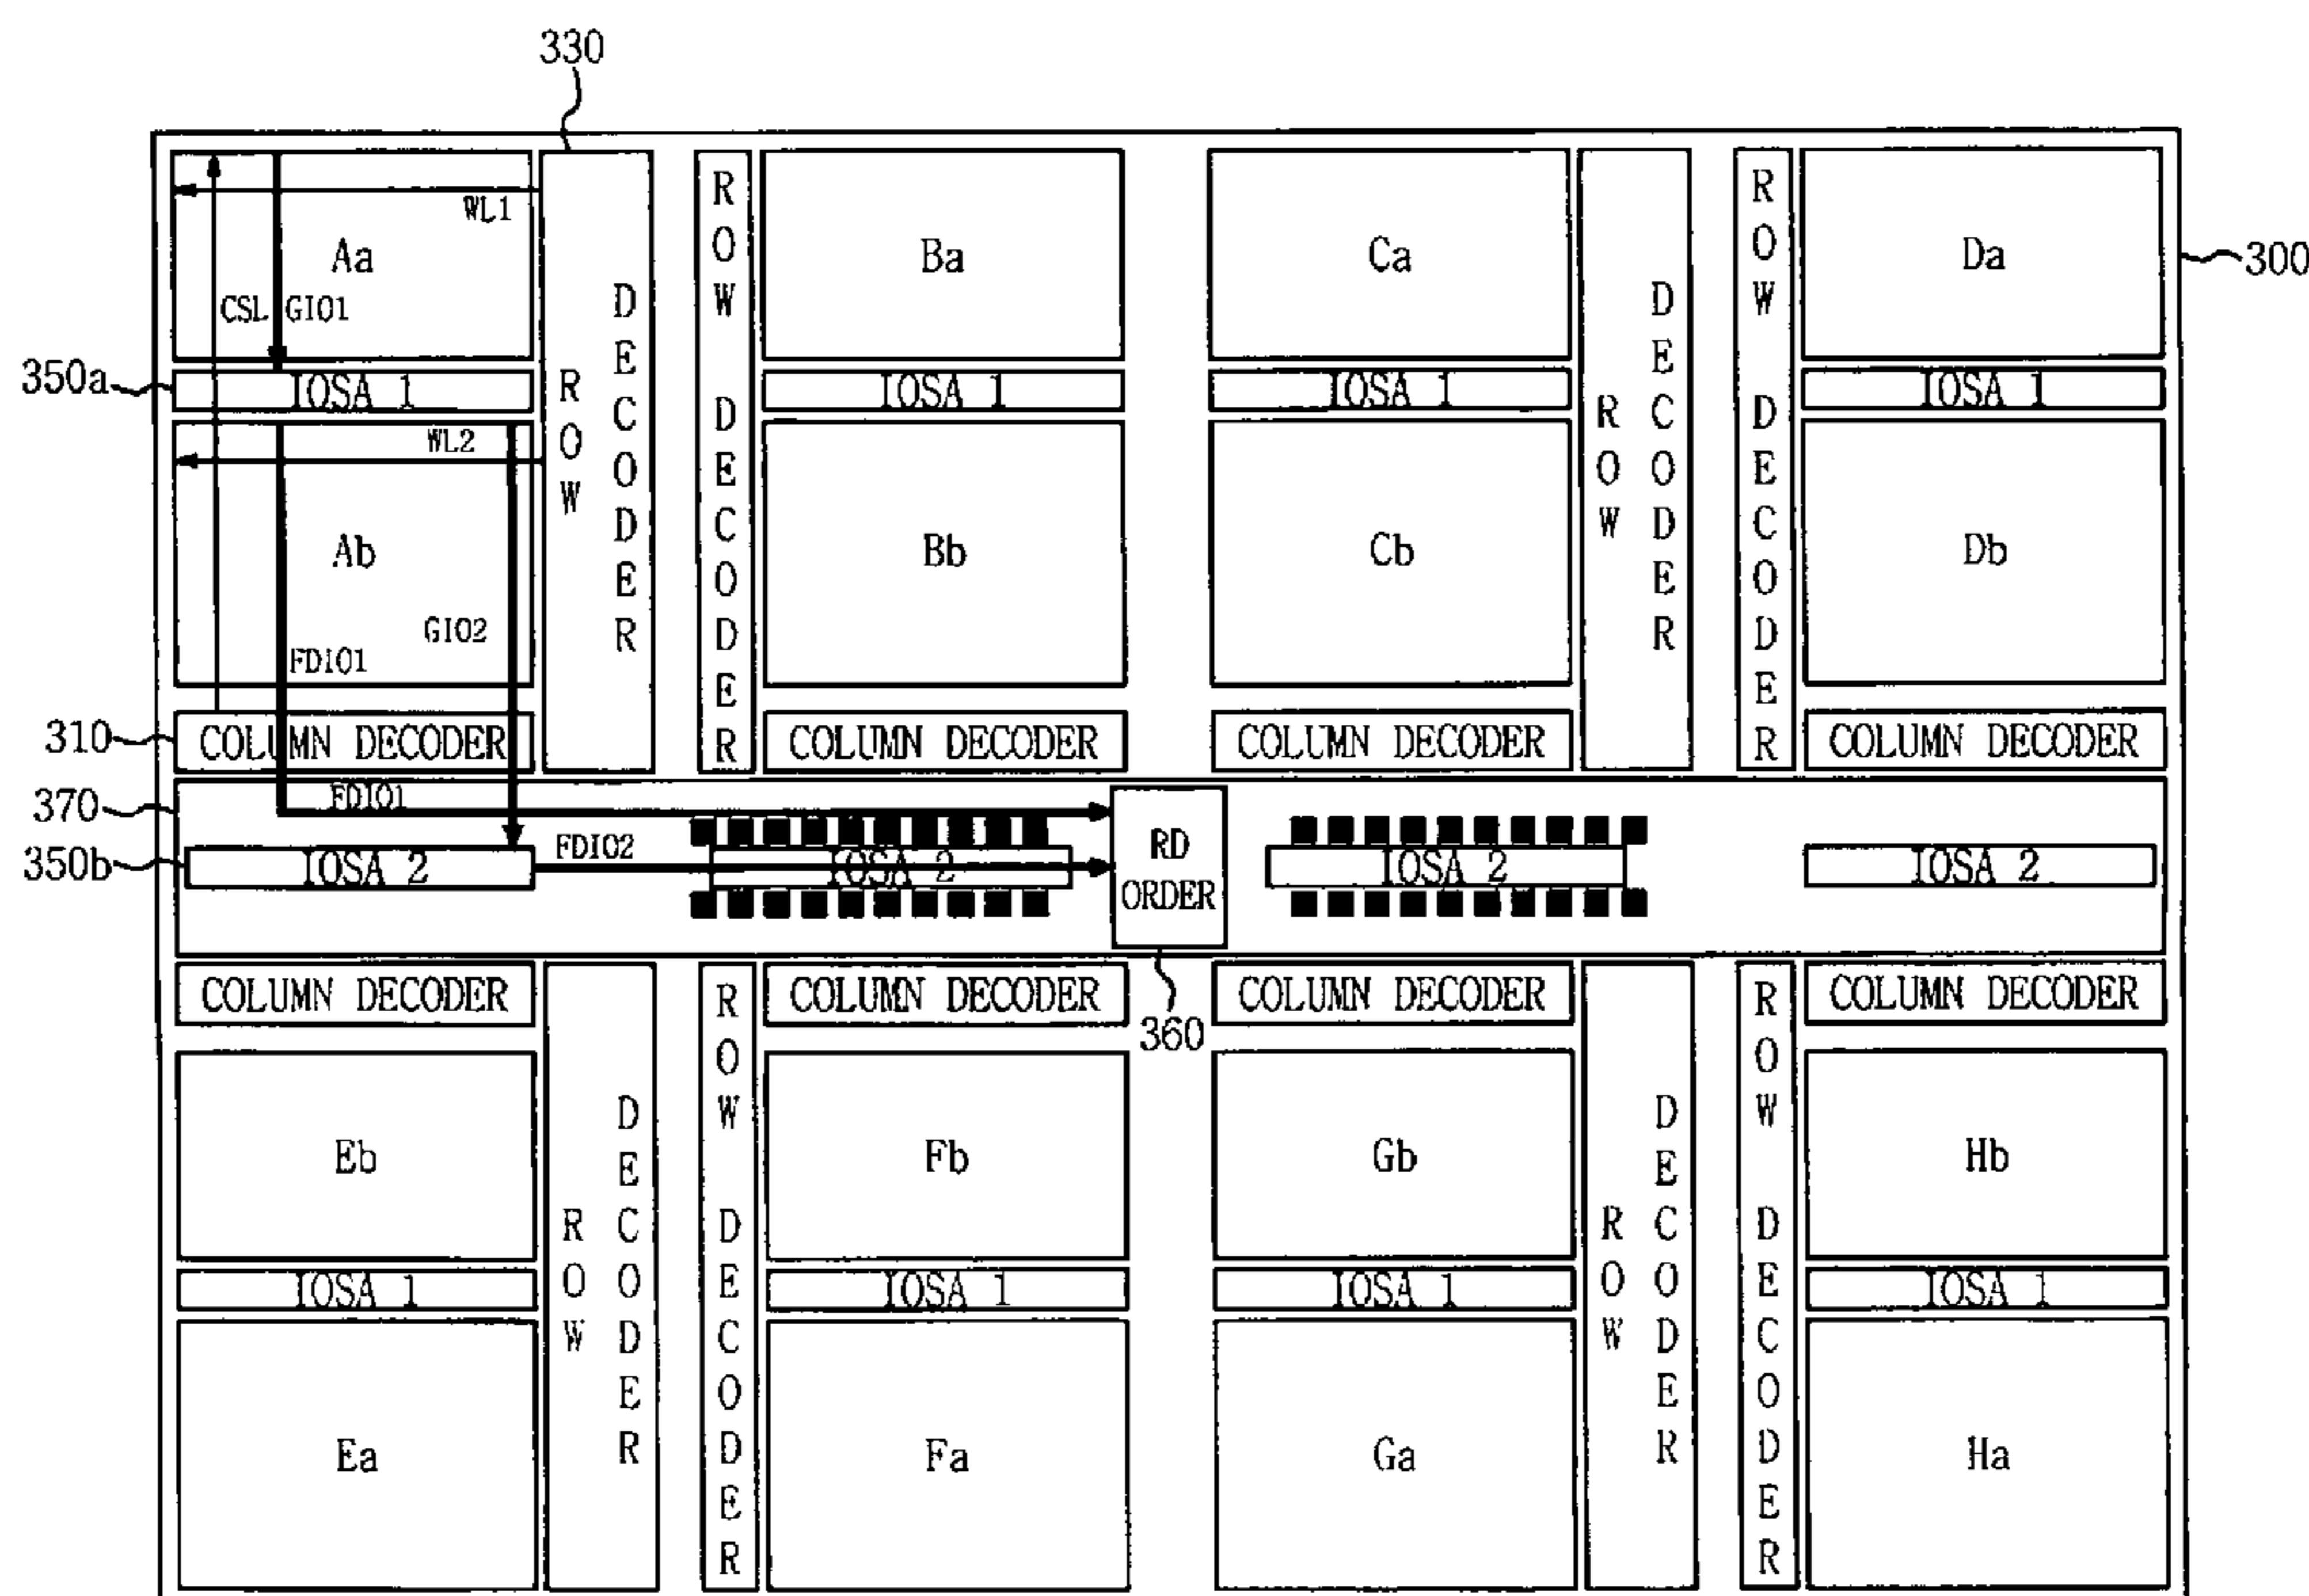 330
300
Aa
WL1
CSL
GIO1
ROW DECODER
ROW DECODER
Ba
Ca
ROW DECODER
ROW DECODER
Da
350a
IOSA 1
IOSA 1
IOSA 1
IOSA 1
WL2
Ab
GIO2
FDIO1
Bb
Cb
Db
310
COLUMN DECODER
COLUMN DECODER
COLUMN DECODER
COLUMN DECODER
370
FDIO1
350b
IOSA 2
FDIO2
IOSA 2
RD
ORDER
IOSA 2
IOSA 2
360
COLUMN DECODER
COLUMN DECODER
COLUMN DECODER
COLUMN DECODER
Eb
ROW DECODER
ROW DECODER
Fb
Gb
ROW DECODER
ROW DECODER
Hb
IOSA 1
IOSA 1
IOSA 1
IOSA 1
Ea
Fa
Ga
Ha